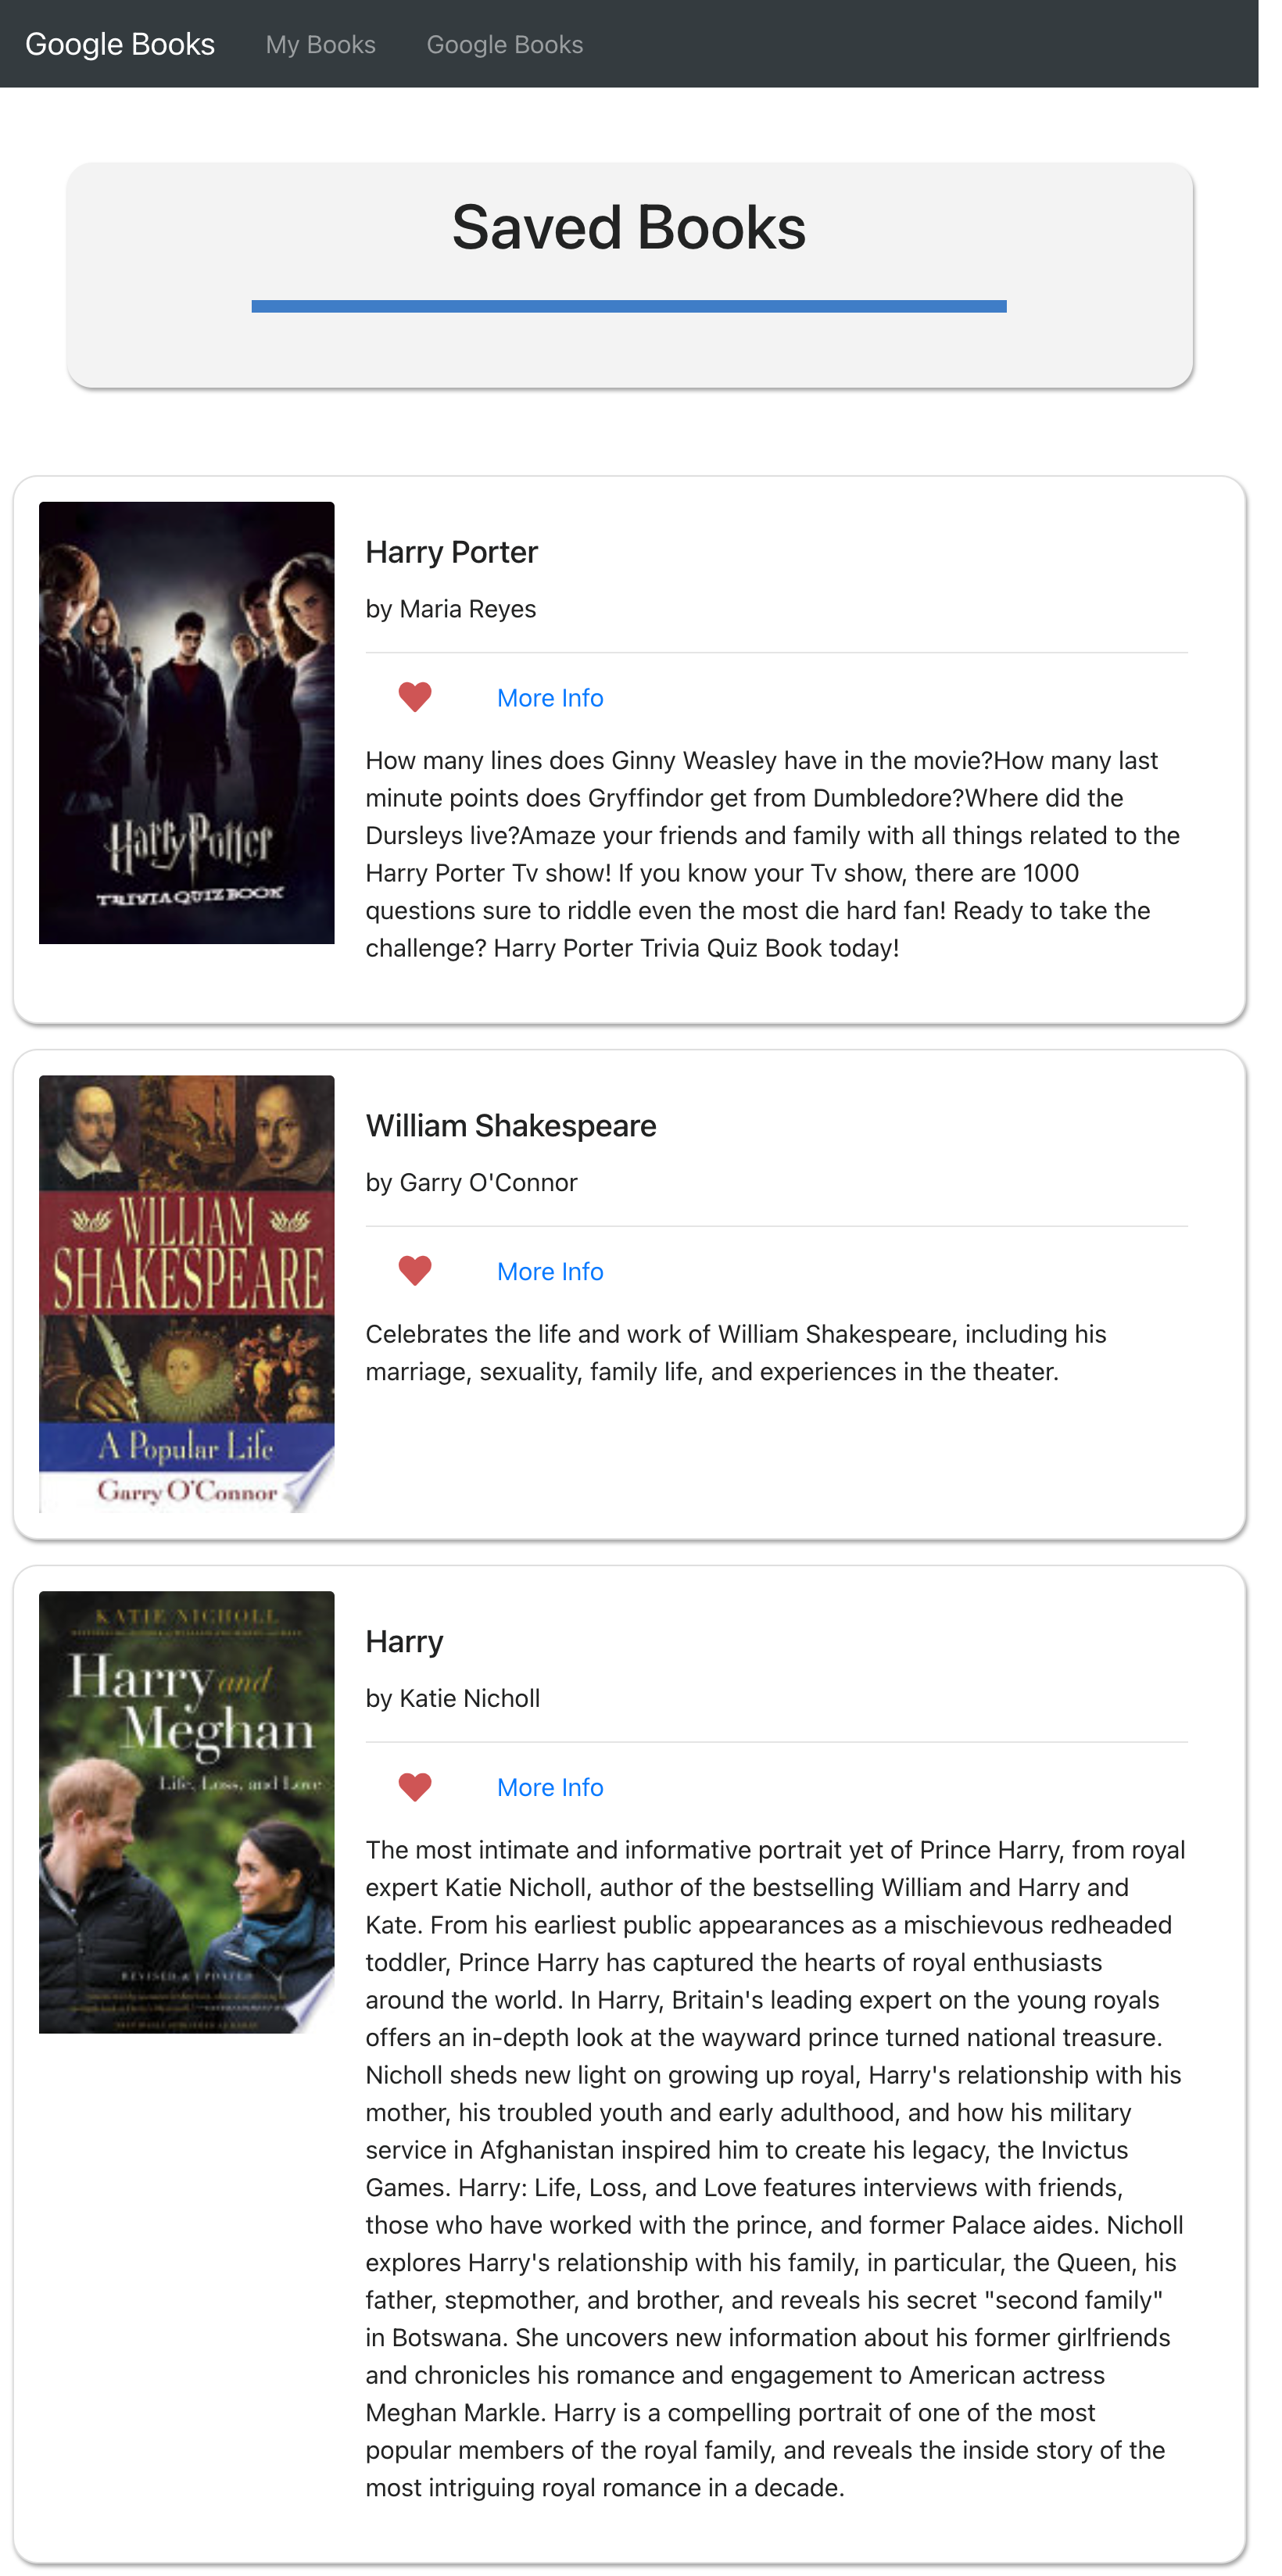 Google Books My Books Google Books
Saved Books
Harry Potter
TRIVIA QUIZ BOOK
Harry Porter
by Maria Reyes
More Info
How many lines does Ginny Weasley have in the movie?How many last
minute points does Gryffindor get from Dumbledore?Where did the
Dursleys live?Amaze your friends and family with all things related to the
Harry Porter Tv show! If you know your Tv show, there are 1000
questions sure to riddle even the most die hard fan! Ready to take the
challenge? Harry Porter Trivia Quiz Book today!
WILLIAM
SHAKESPEARE
A Popular Life
Garry O'Connor
William Shakespeare
by Garry O'Connor
More Info
Celebrates the life and work of William Shakespeare, including his
marriage, sexuality, family life, and experiences in the theater.
KATIE NICHOLL
Harry and
Meghan
Life, Loss, and Love
REVISED & UPDATED
Harry
by Katie Nicholl
More Info
The most intimate and informative portrait yet of Prince Harry, from royal
expert Katie Nicholl, author of the bestselling William and Harry and
Kate. From his earliest public appearances as a mischievous redheaded
toddler, Prince Harry has captured the hearts of royal enthusiasts
around the world. In Harry, Britain's leading expert on the young royals
offers an in-depth look at the wayward prince turned national treasure.
Nicholl sheds new light on growing up royal, Harry's relationship with his
mother, his troubled youth and early adulthood, and how his military
service in Afghanistan inspired him to create his legacy, the Invictus
Games. Harry: Life, Loss, and Love features interviews with friends,
those who have worked with the prince, and former Palace aides. Nicholl
explores Harry's relationship with his family, in particular, the Queen, his
father, stepmother, and brother, and reveals his secret "second family"
in Botswana. She uncovers new information about his former girlfriends
and chronicles his romance and engagement to American actress
Meghan Markle. Harry is a compelling portrait of one of the most
popular members of the royal family, and reveals the inside story of the
most intriguing royal romance in a decade.